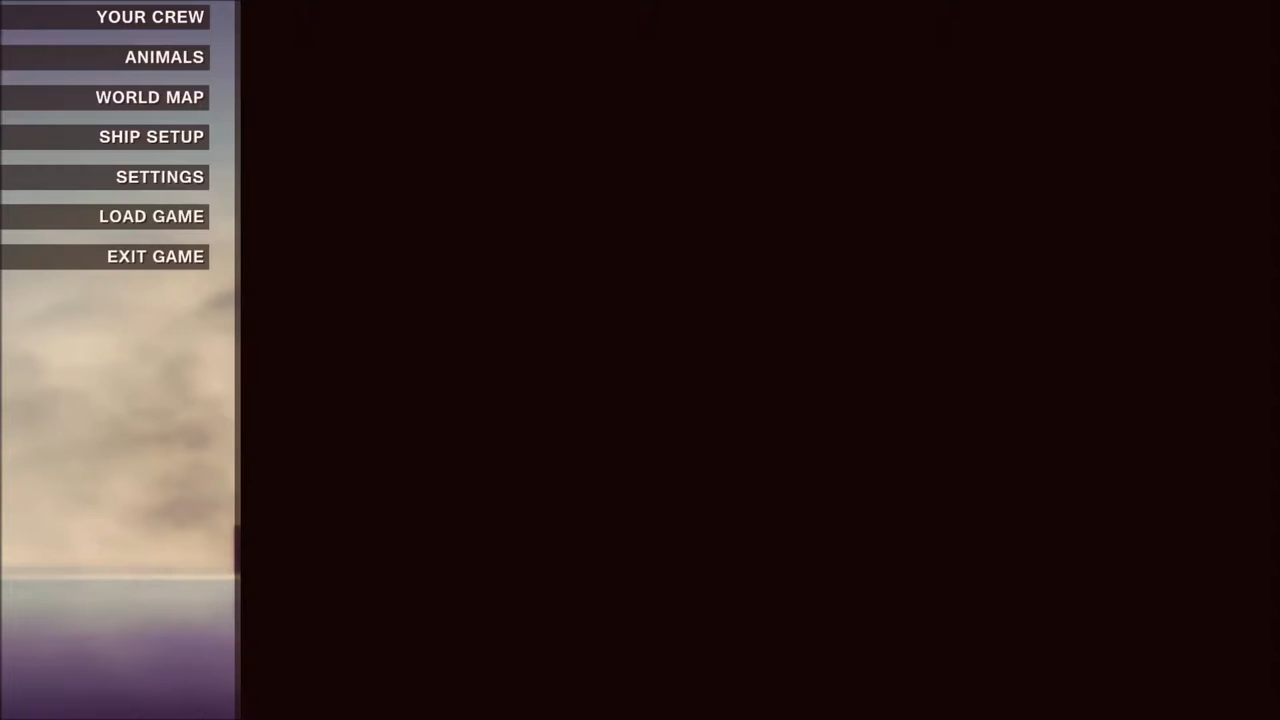 YOUR CREW
ANIMALS
WORLD MAP
SHIP SETUP
SETTINGS
LOAD GAME
EXIT GAME